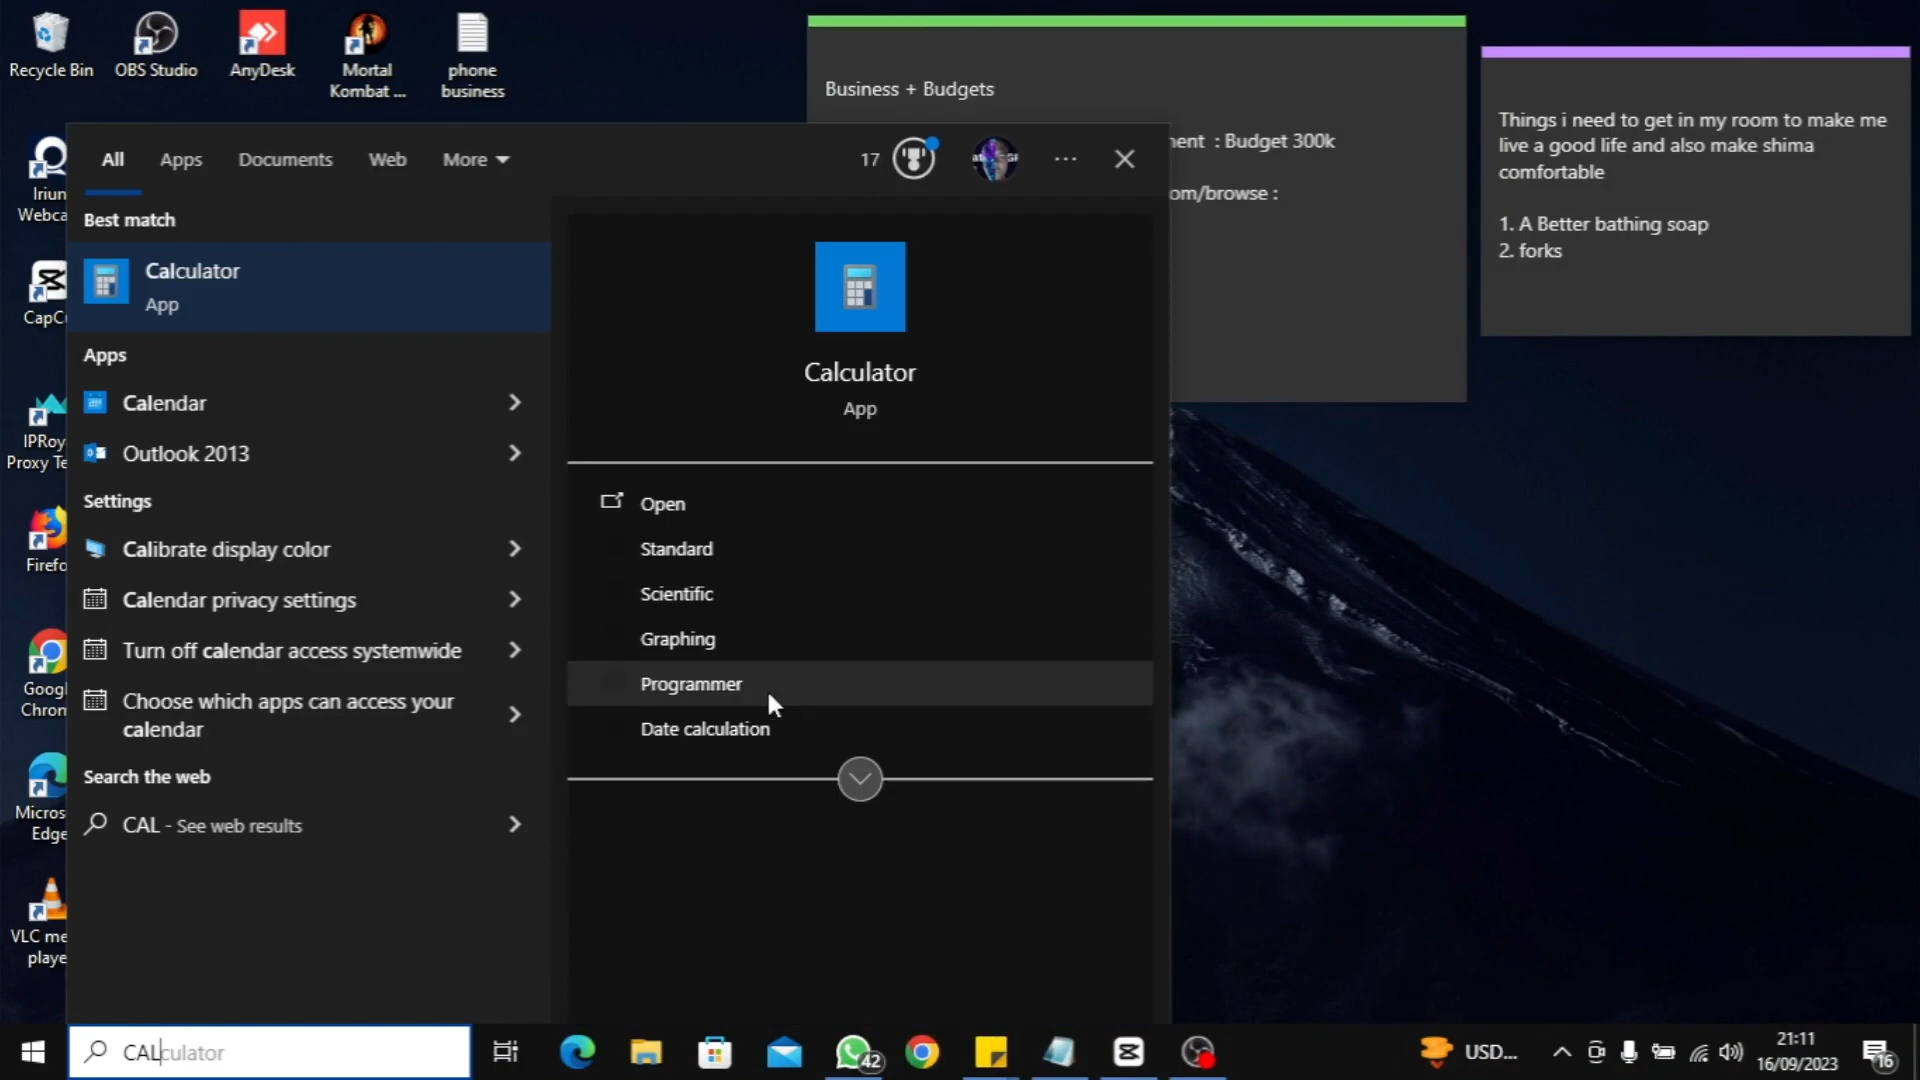 Recycle Bin
OBS Studio
AnyDesk
Mortal
Kombat ...
phone
business
Iriun
Webca
CapCu
IPRoy
Proxy Te
Firefo
Googl
Chrom
Micros
Edge
VLC me
playe
Business + Budgets
nent : Budget 300k
om/browse :
Things i need to get in my room to make me
live a good life and also make shima
comfortable
1. A Better bathing soap
2. forks
All
Apps
Documents
Web
More
17
Best match
Calculator
App
Apps
Calendar
Outlook 2013
Settings
Calibrate display color
Calendar privacy settings
Turn off calendar access systemwide
Choose which apps can access your
calendar
Search the web
CAL - See web results
Calculator
App
Open
Standard
Scientific
Graphing
Programmer
Date calculation
CALculator
42
USD...
21:11
16/09/2023
16